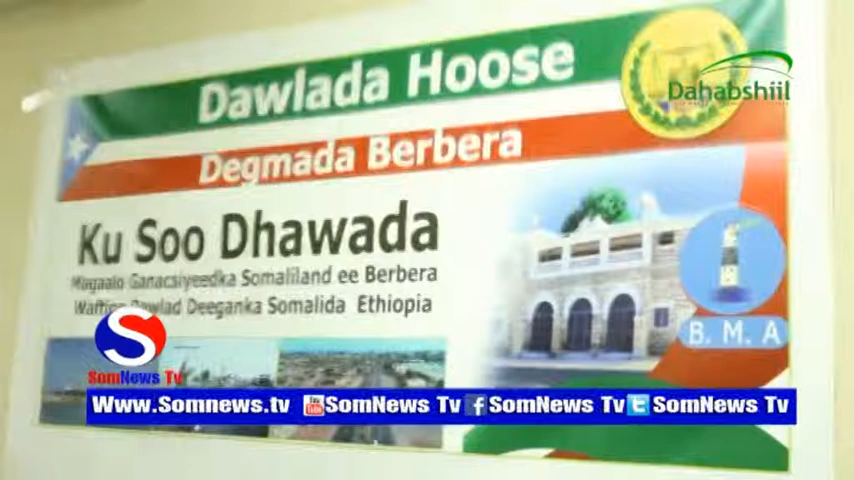 Dawlada Hoose
Dahabshiil
Degmada Berbera
Ku Soo Dhawada
Magaalo Ganacsiyeedka Somaliland ee Berbera
Deeganka Somalida Ethiopia
B. M. A
S
SomNews Tv
Www.Somnews.tv SomNews Tv SomNews Tv SomNews Tv